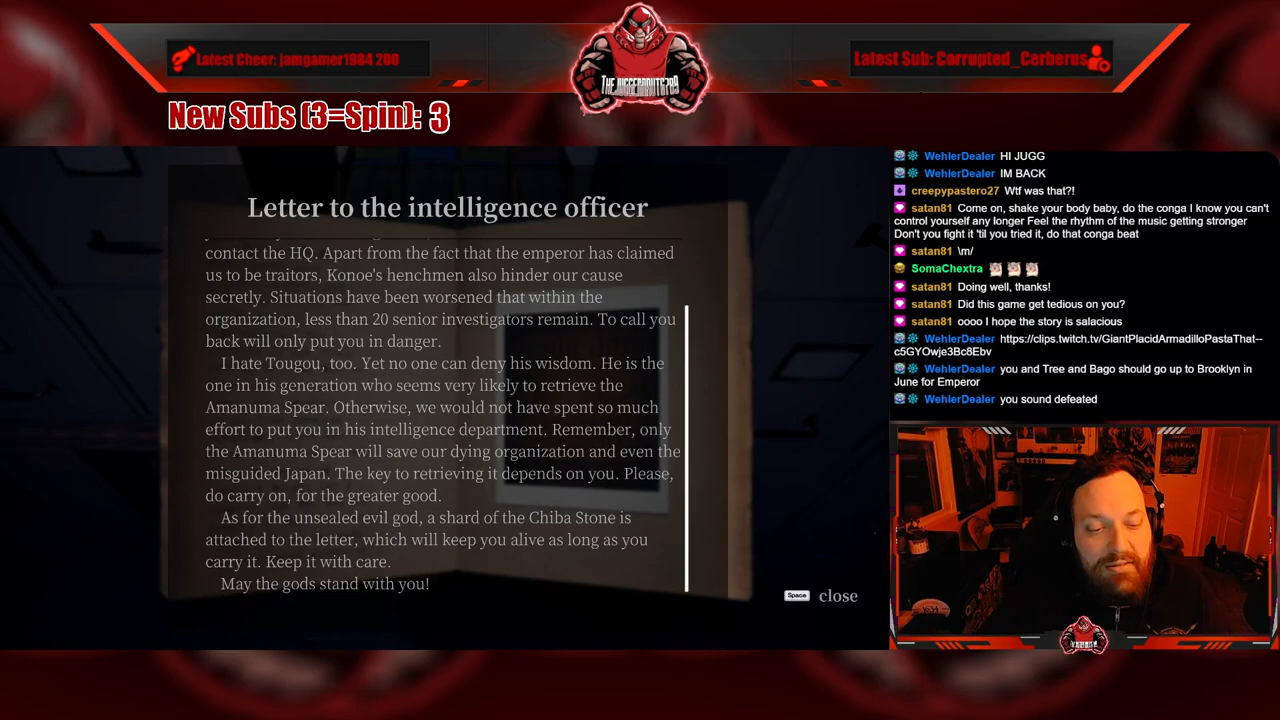 Latest Cheer: jamgamer1984 200
THEJUGGERNAUT6789
Latest Sub: Corrupted_Cerberus
New Subs (3=Spin): 3
Letter to the intelligence officer
contact the HQ. Apart from the fact that the emperor has claimed
us to be traitors, Konoe's henchmen also hinder our cause
secretly. Situations have been worsened that within the
organization, less than 20 senior investigators remain. To call you
back will only put you in danger.
I hate Tougou, too. Yet no one can deny his wisdom. He is the
one in his generation who seems very likely to retrieve the
Amanuma Spear. Otherwise, we would not have spent so much
effort to put you in his intelligence department. Remember, only
the Amanuma Spear will save our dying organization and even the
misguided Japan. The key to retrieving it depends on you. Please,
do carry on, for the greater good.
As for the unsealed evil god, a shard of the Chiba Stone is
attached to the letter, which will keep you alive as long as you
carry it. Keep it with care.
May the gods stand with you!
Space close
WehlerDealer HI JUGG
WehlerDealer IM BACK
creepypastero27 Wtf was that?!
satan81 Come on, shake your body baby, do the conga I know you can't
control yourself any longer Feel the rhythm of the music getting stronger
Don't you fight it 'til you tried it, do that conga beat
satan81 \m/
SomaChextra
satan81 Doing well, thanks!
satan81 Did this game get tedious on you?
satan81 oooo I hope the story is salacious
WehlerDealer https://clips.twitch.tv/GiantPlacidArmadilloPastaThat--
c5GYOwje3Bc8Ebv
WehlerDealer you and Tree and Bago should go up to Brooklyn in
June for Emperor
WehlerDealer you sound defeated